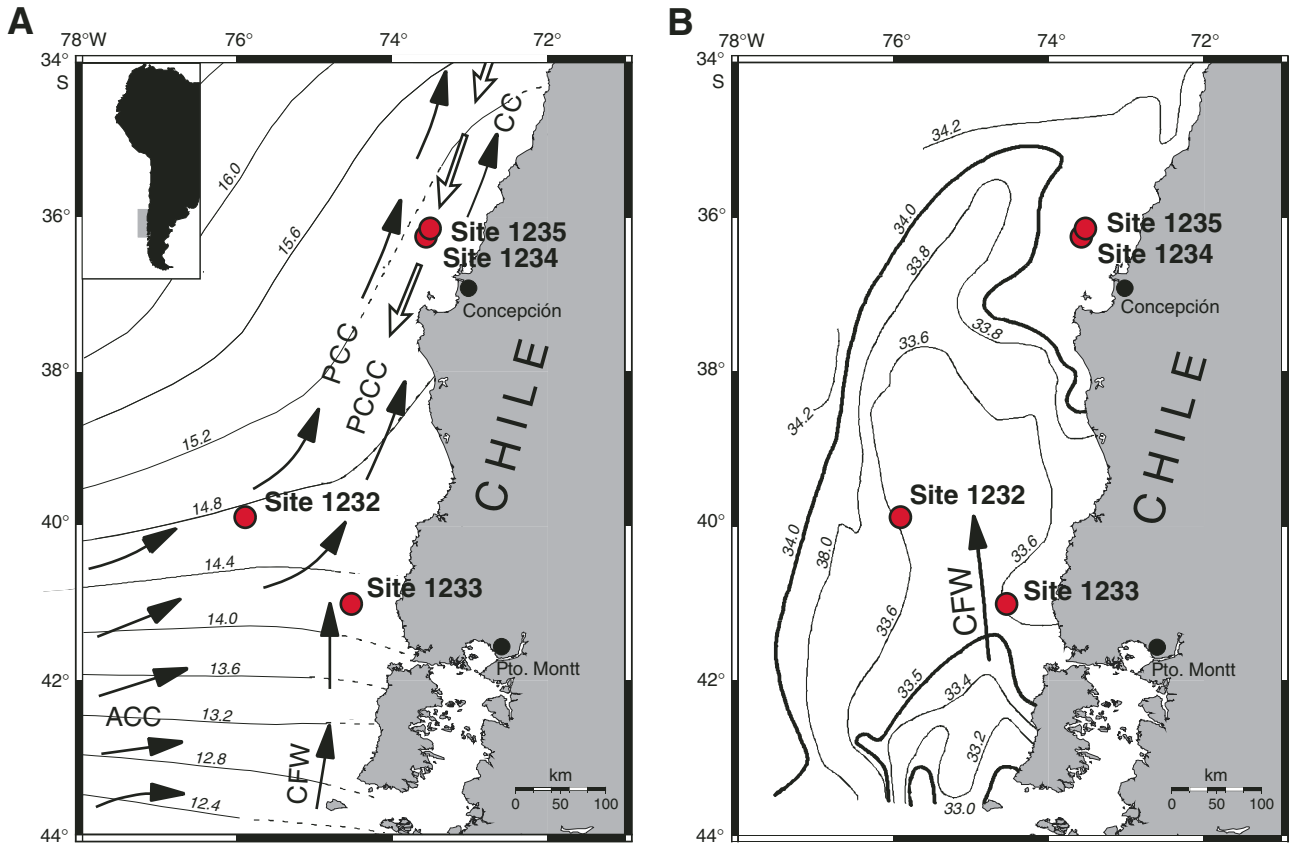 A
78°W
76°
74°
72°
34°
S
36°
38°
40°
42°
44°
16.0
15.6
15.2
14.8
14.4
14.0
13.6
13.2
12.8
12.4
CC
Site 1235
Site 1234
Concepción
PCC
PCCC
CHILE
Site 1232
Site 1233
Pto. Montt
ACC
CFW
km
0 50 100
B
78°W
76°
74°
72°
34°
S
36°
38°
40°
42°
44°
34.2
34.0
33.8
Site 1235
Site 1234
Concepción
33.8
33.6
34.2
CHILE
Site 1232
34.0
38.0
33.6
CFW
Site 1233
33.6
Pto. Montt
33.5
33.4
33.2
33.0
km
0 50 100